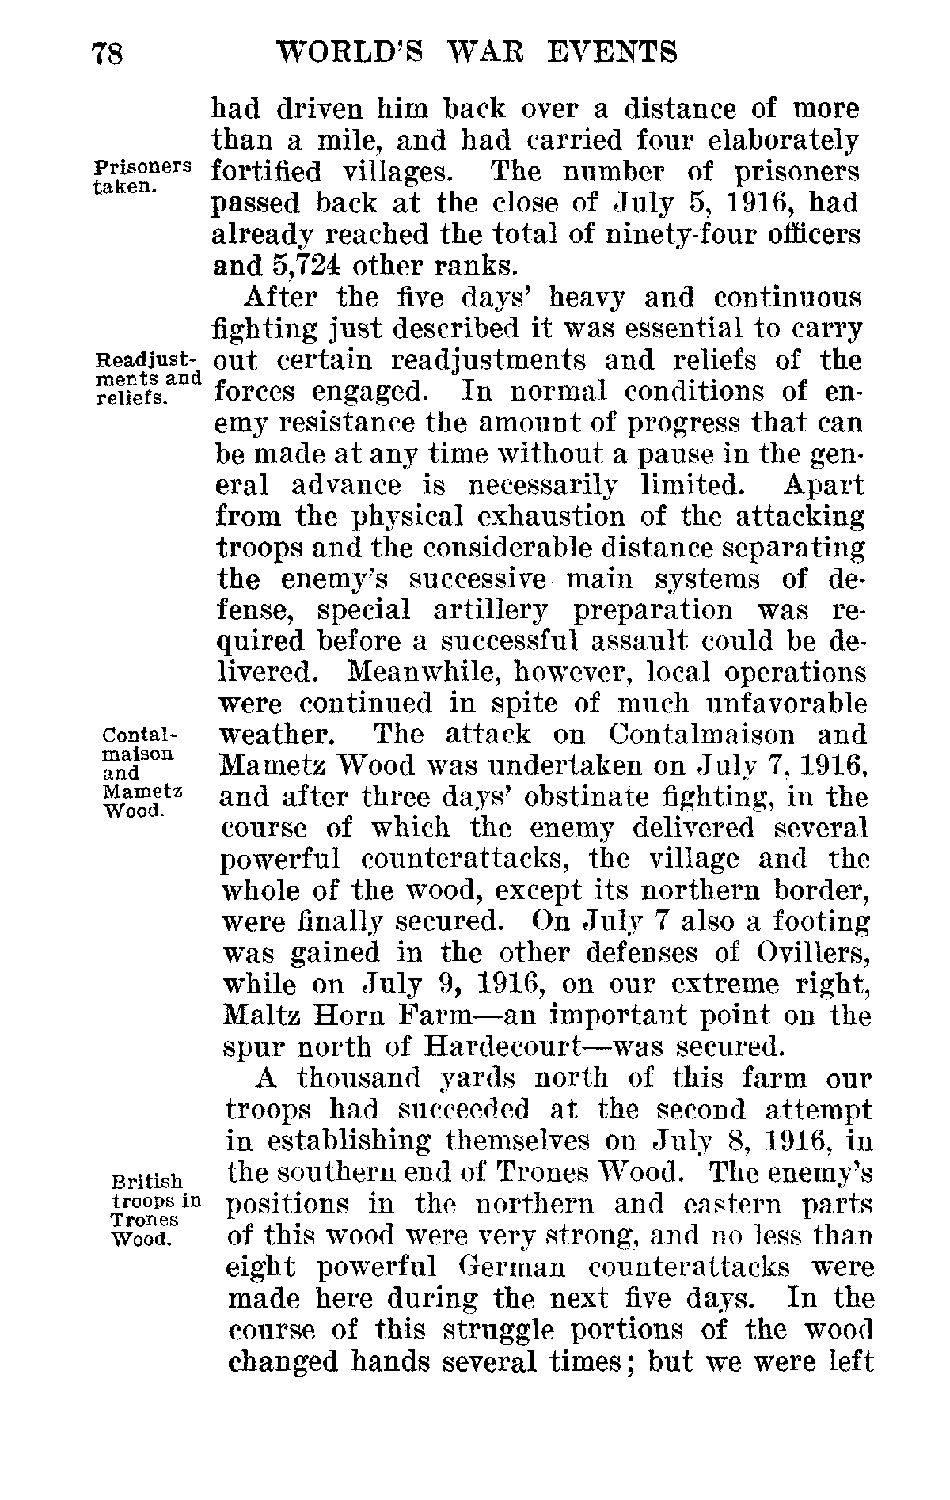 78 WORLD'S WAR EVENTS
had driven him back over a distance of more
than a mile, and had carried four elaborately
Prisoners
taken.
fortified villages. The number of prisoners
passed back at the close of July 5, 1916, had
already reached the total of ninety-four officers
and 5,724 other ranks.
After the five days' heavy and continuous
fighting just described it was essential to carry
Readjust-
ments and
reliefs.
out certain readjustments and reliefs of the
forces engaged. In normal conditions of en-
emy resistance the amount of progress that can
be made at any time without a pause in the gen-
eral advance is necessarily limited. Apart
from the physical exhaustion of the attacking
troops and the considerable distance separating
the enemy's successive main systems of de-
fense, special artillery preparation was re-
quired before a successful assault could be de-
livered. Meanwhile, however, local operations
were continued in spite of much unfavorable
Contal-
maison
and
Mametz
Wood.
weather. The attack on Contalmaison and
Mametz Wood was undertaken on July 7, 1916,
and after three days' obstinate fighting, in the
course of which the enemy delivered several
powerful counterattacks, the village and the
whole of the wood, except its northern border,
were finally secured. On July 7 also a footing
was gained in the other defenses of Ovillers,
while on July 9, 1916, on our extreme right,
Maltz Horn Farm—an important point on the
spur north of Hardecourt—was secured.
A thousand yards north of this farm our
troops had succeeded at the second attempt
in establishing themselves on July 8, 1916, in
British
troops in
Trones
Wood.
the southern end of Trones Wood. The enemy's
positions in the northern and eastern parts
of this wood were very strong, and no less than
eight powerful German counterattacks were
made here during the next five days. In the
course of this struggle portions of the wood
changed hands several times; but we were left